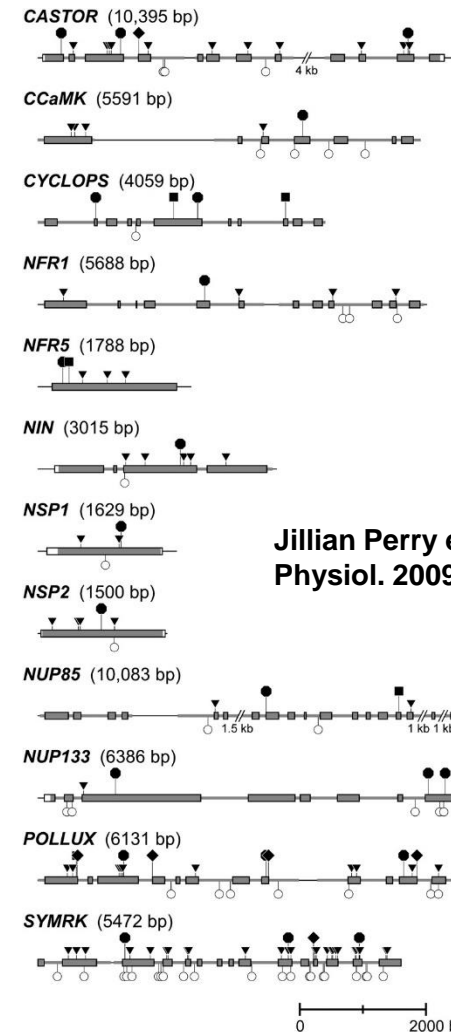 CASTOR (10,395 bp)
4 kb
CCaMK (5591 bp)
CYCLOPS (4059 bp)
NFR1 (5688 bp)
NFR5 (1788 bp)
NIN (3015 bp)
NSP1 (1629 bp)
Jillian Perry e
Physiol. 2009
NSP2 (1500 bp)
NUP85 (10,083 bp)
1.5 kb 1 kb 1 kb
NUP133 (6386 bp)
POLLUX (6131 bp)
SYMRK (5472 bp)
0 2000